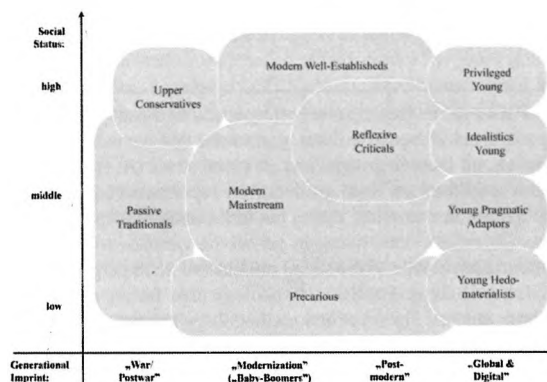 Social
Status:
high
middle
low
Modern Well-Establisheds
Upper
Conservatives
Privileged
Young
Reflexive
Criticals
Idealistics
Young
Modern
Mainstream
Passive
Traditionals
Young Pragmatic
Adaptors
Precarious
Young Hedo-
materialists
Generational
Imprint:
„War/
Postwar”
„Modernization”
(„Baby-Boomers”)
„Post-
modern”
„Global &
Digital”